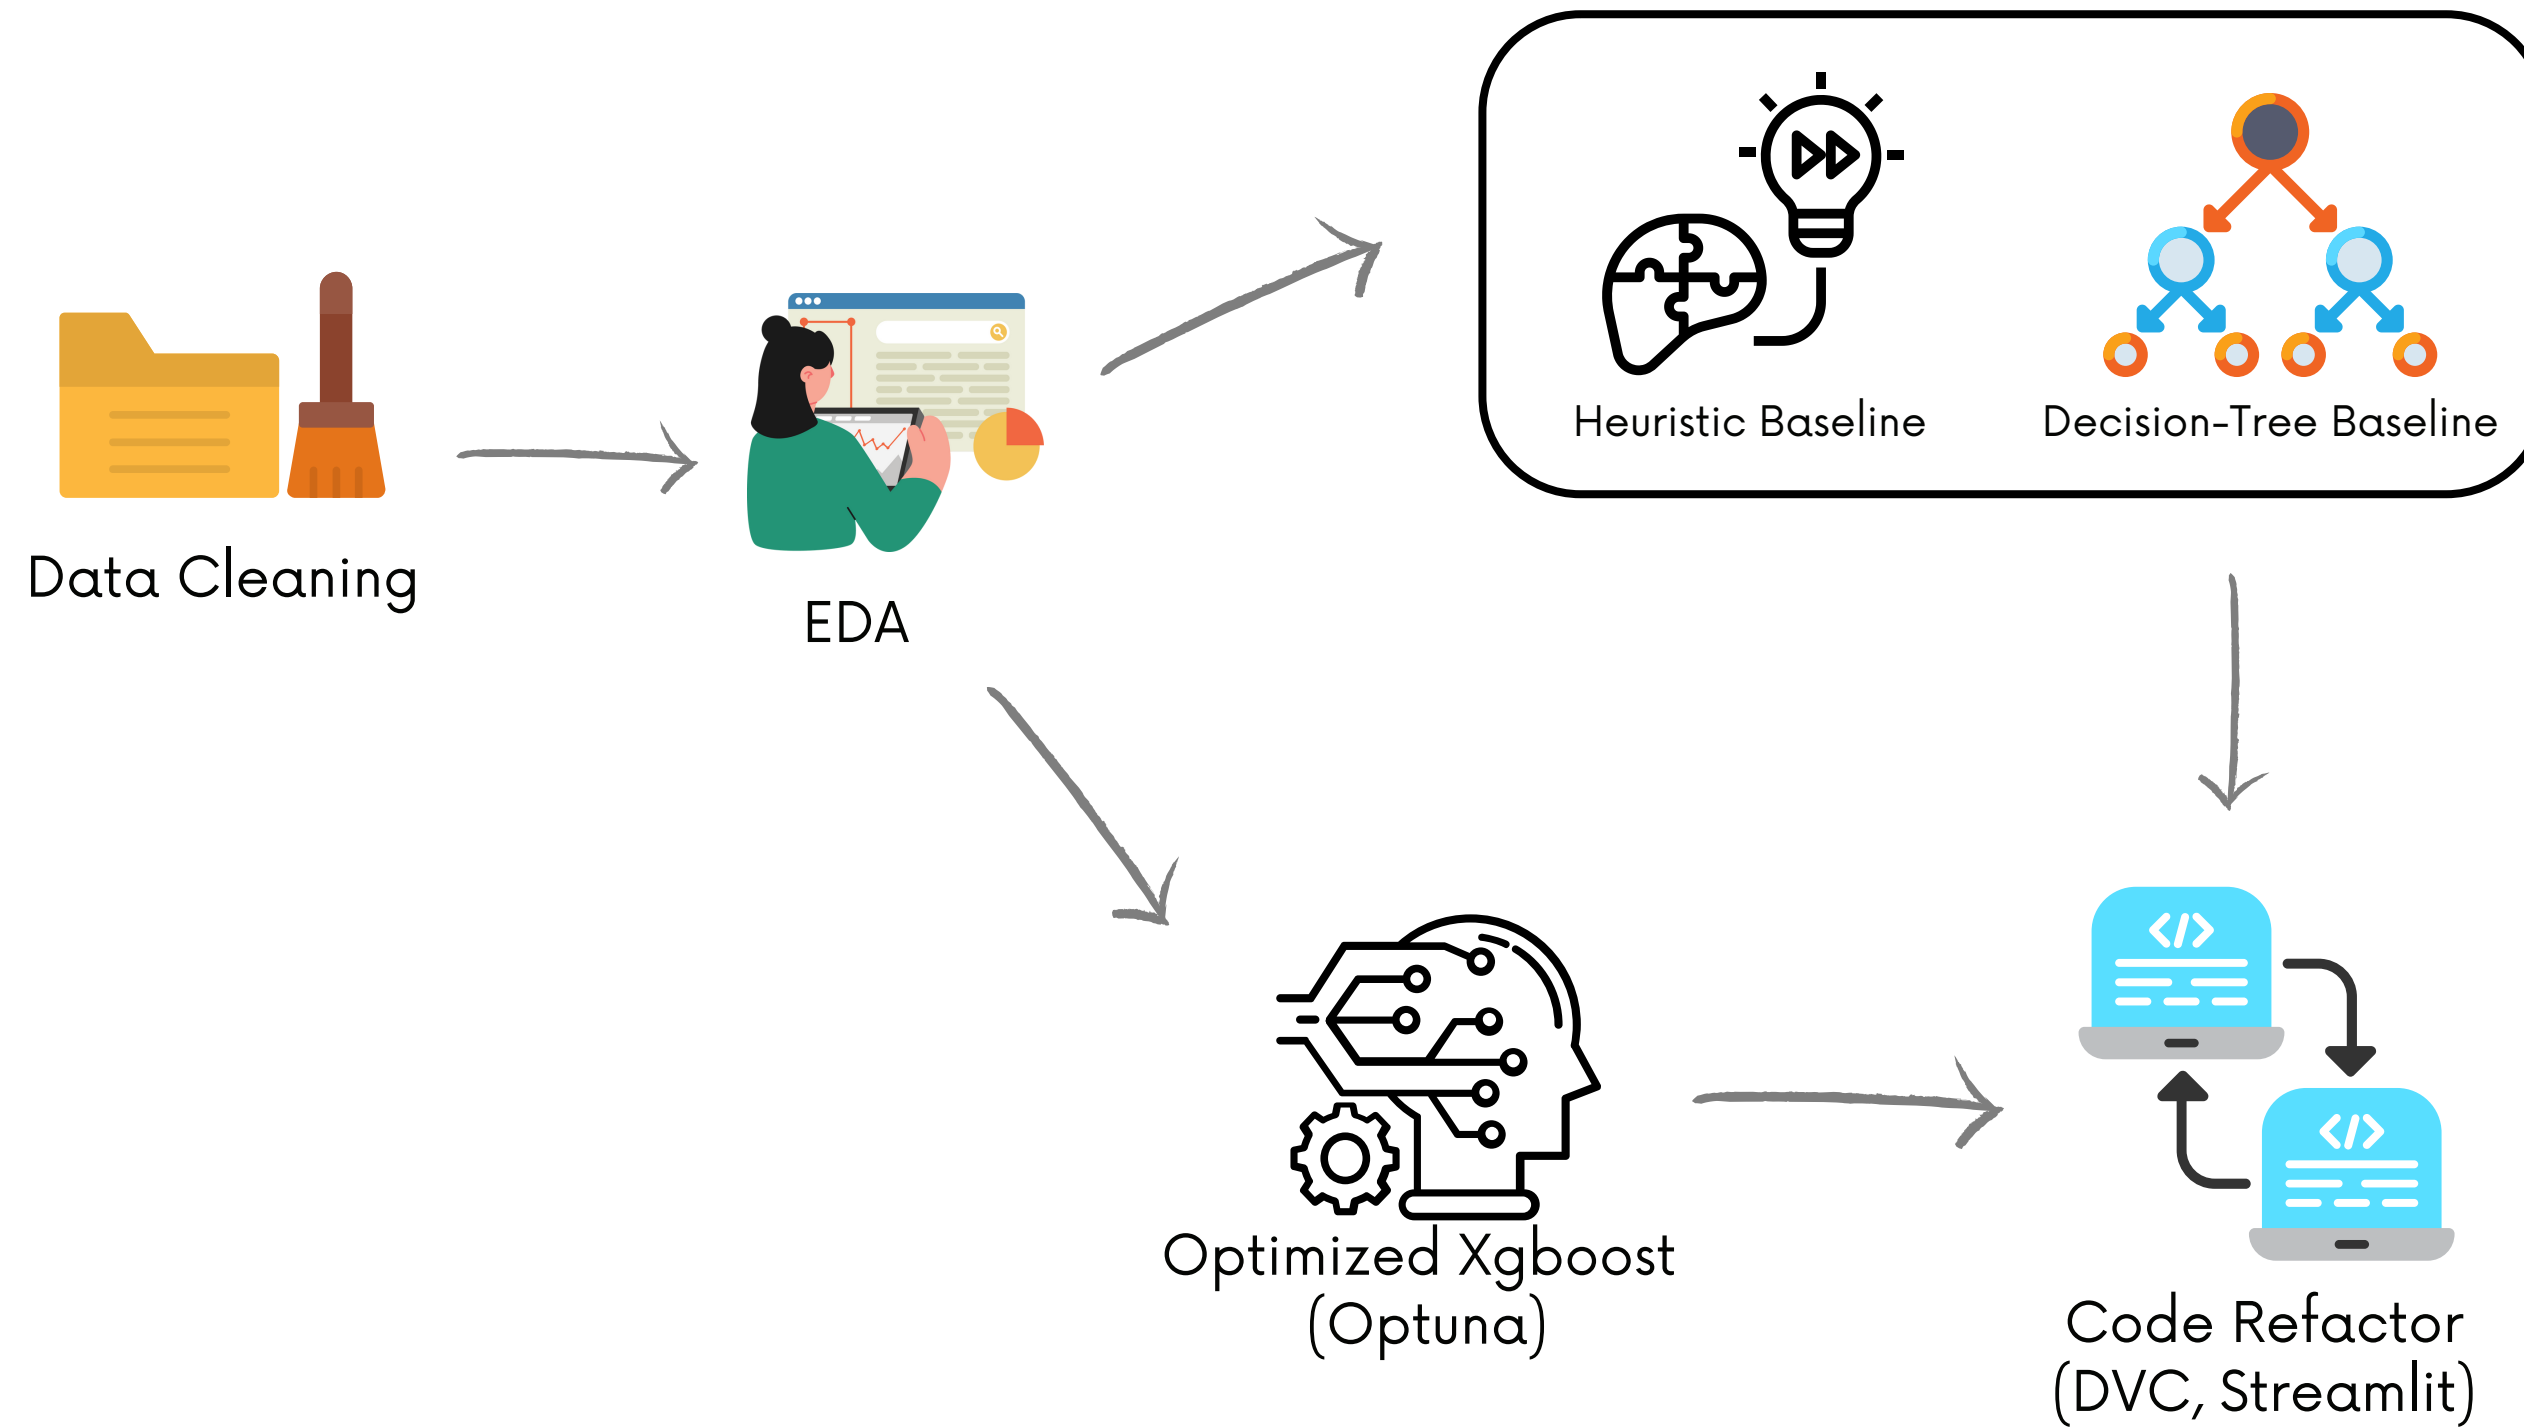 Heuristic Baseline
Decision-Tree Baseline
Data Cleaning
EDA
Optimized Xgboost
(Optuna)
Code Refactor
(DVC, Streamlit)